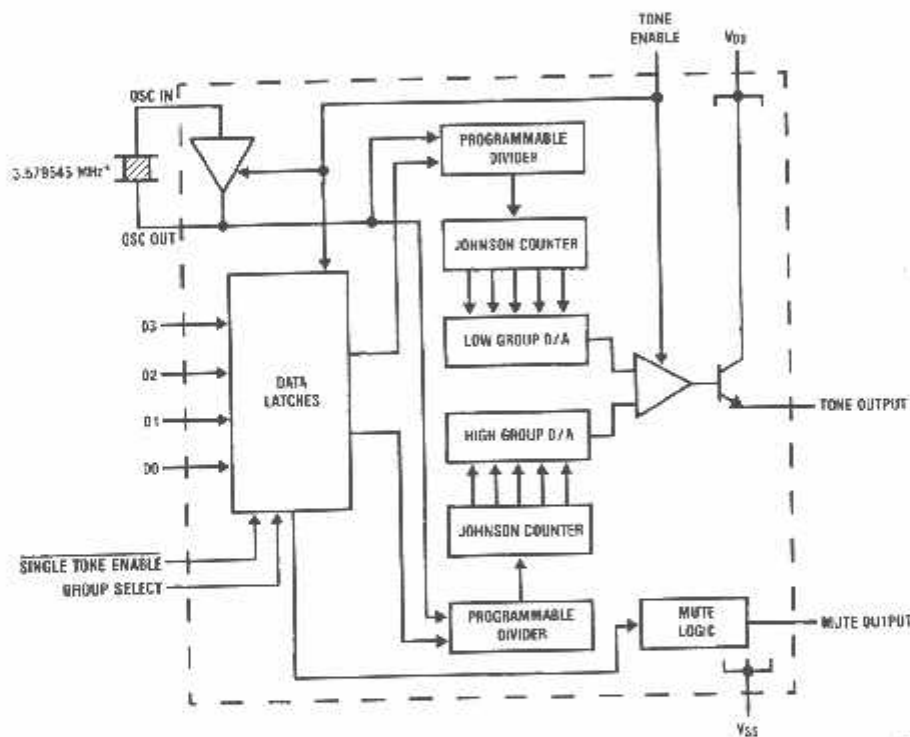 TONE
ENABLE
VDD
OSC IN
3.579545 MHz*
OSC OUT
PROGRAMMABLE
DIVIDER
JOHNSON COUNTER
LOW GROUP D/A
D3
D2
D1
D0
DATA
LATCHES
TONE OUTPUT
HIGH GROUP D/A
JOHNSON COUNTER
SINGLE TONE ENABLE
GROUP SELECT
PROGRAMMABLE
DIVIDER
MUTE
LOGIC
MUTE OUTPUT
VSS